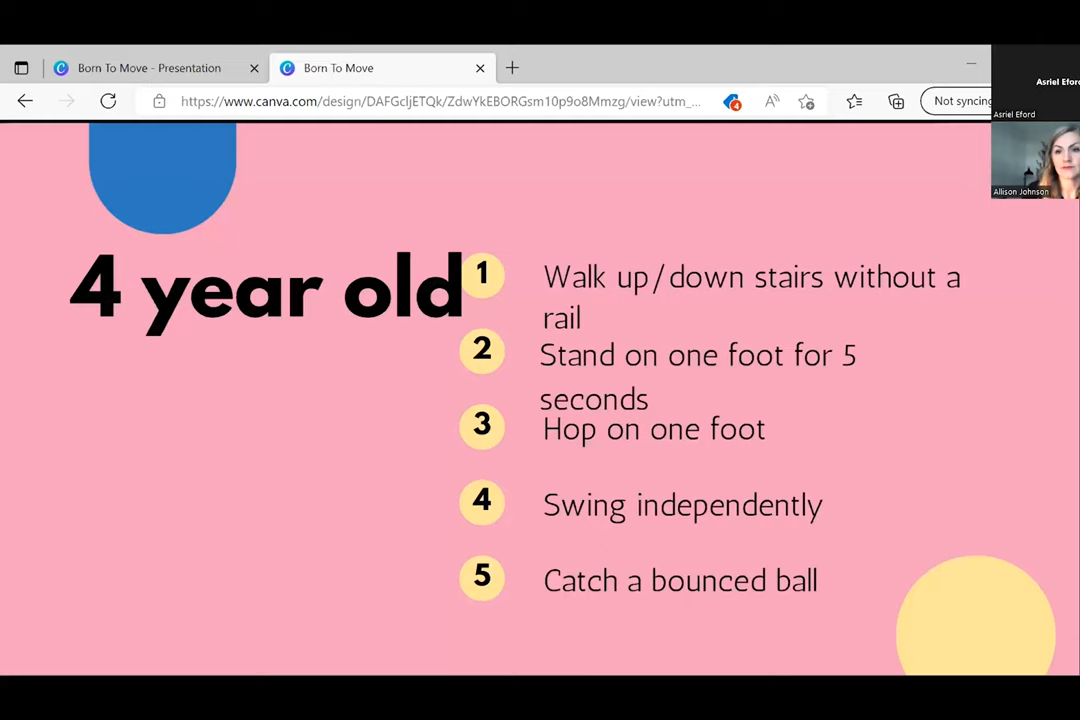 Born To Move - Presentation
Born To Move
https://www.canva.com/design/DAFGcljETQk/ZdwYkEBORGsm10p9o8Mmzg/view?utm_...
4
Not syncing
Asriel Eford
Asriel Eford
Allison Johnson
4 year old
1 Walk up/down stairs without a
rail
2 Stand on one foot for 5
seconds
3 Hop on one foot
4 Swing independently
5 Catch a bounced ball